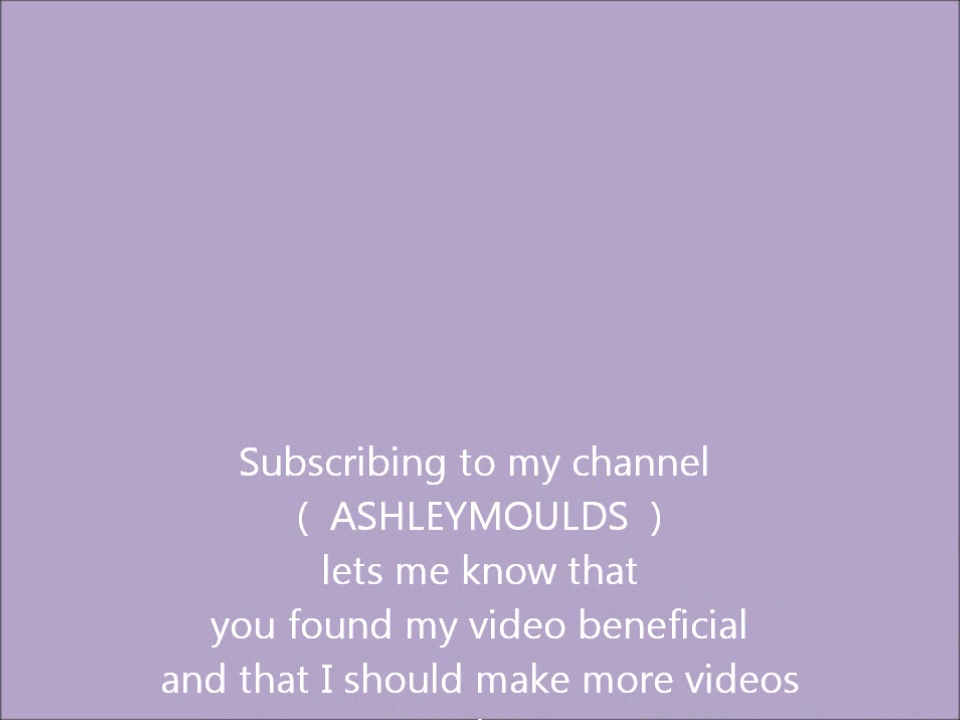 Subscribing to my channel
( ASHLEYMOULDS )
lets me know that
you found my video beneficial
and that I should make more videos